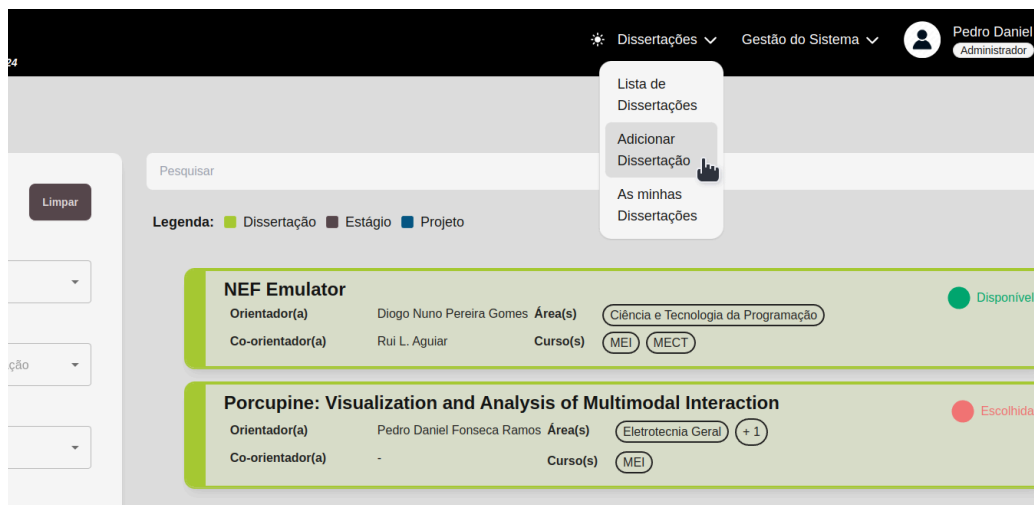 Dissertações
Gestão do Sistema
Pedro Daniel
Administrador
24
Lista de
Dissertações
Adicionar
Dissertação
As minhas
Dissertações
Limpar
ção
Pesquisar
Legenda: Dissertação Estágio Projeto
NEF Emulator
Disponível
Orientador(a) Diogo Nuno Pereira Gomes Área(s) Ciência e Tecnologia da Programação
Co-orientador(a) Rui L. Aguiar Curso(s) MEI MECT
Porcupine: Visualization and Analysis of Multimodal Interaction
Escolhida
Orientador(a) Pedro Daniel Fonseca Ramos Área(s) Eletrotecnia Geral + 1
Co-orientador(a) - Curso(s) MEI